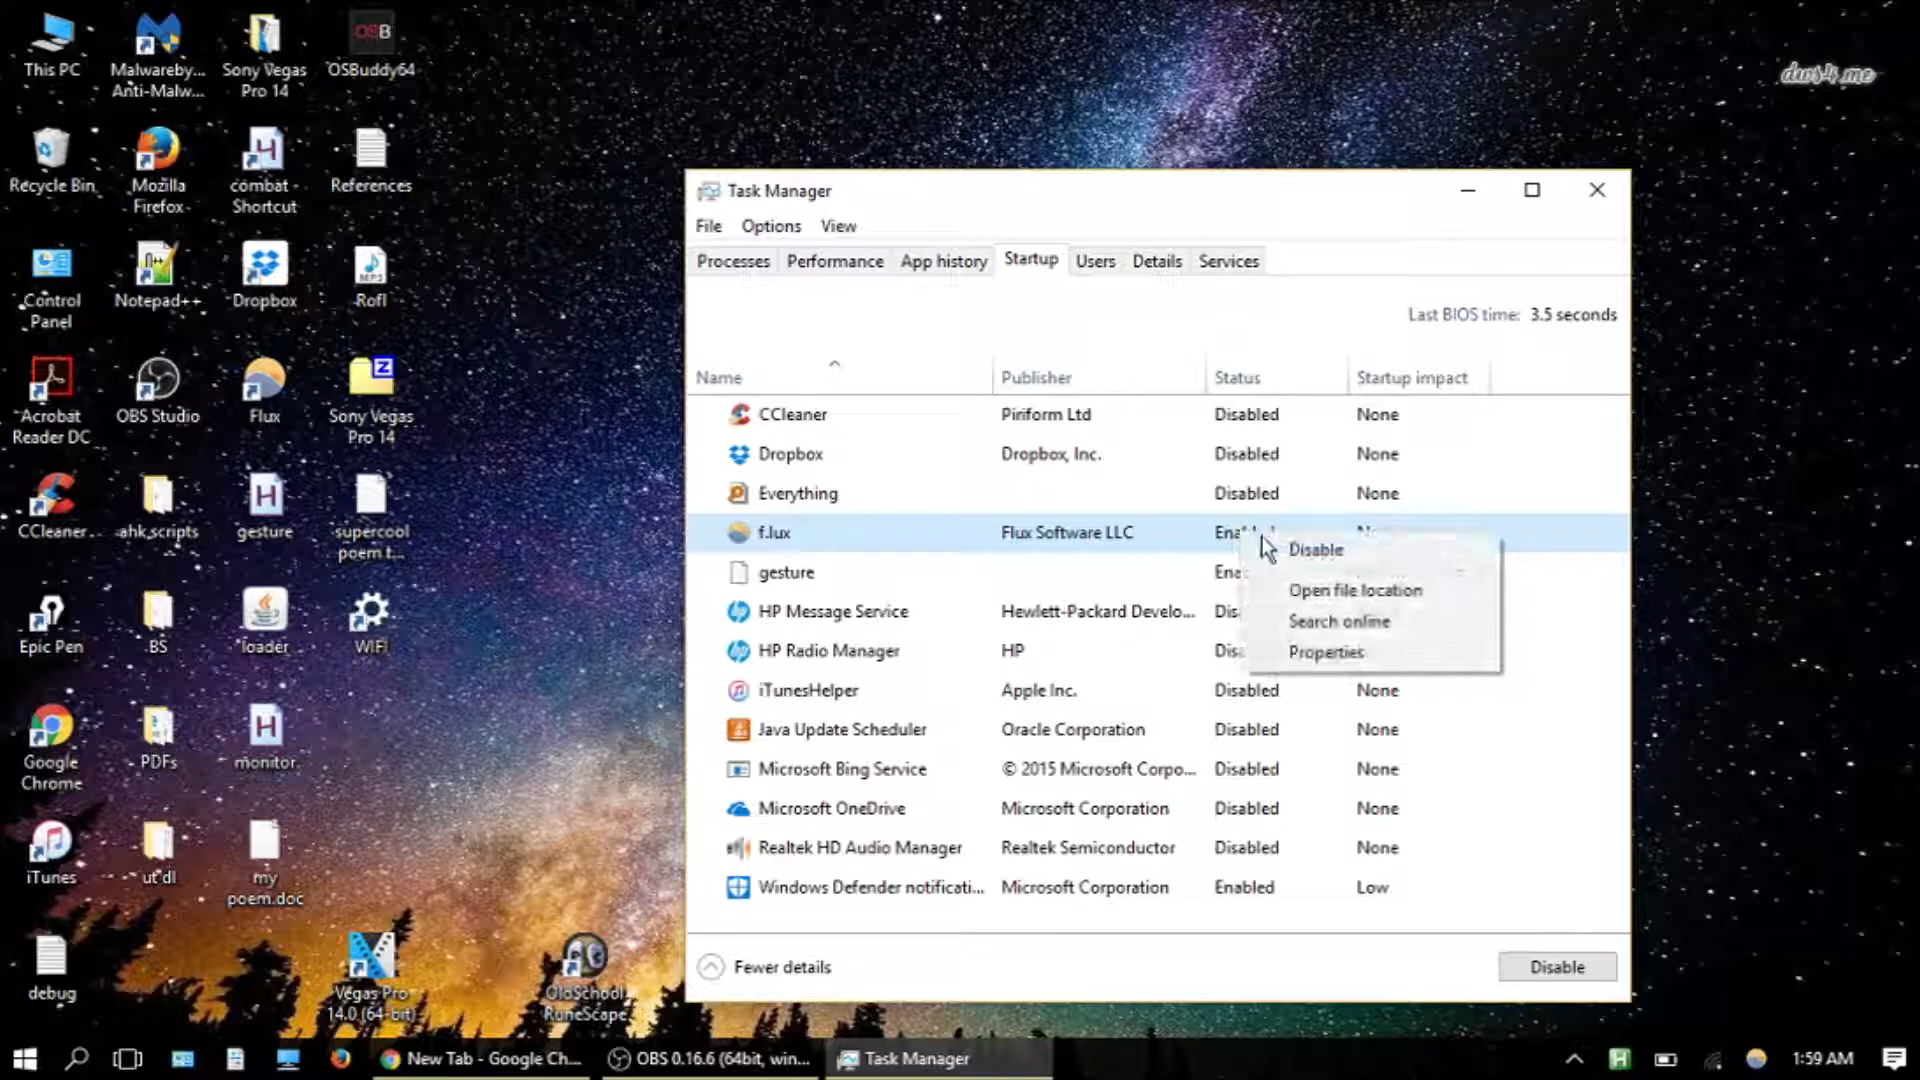 This PC
Malwareby...
Anti-Malw...
Sony Vegas
Pro 14
OSB
OSBuddy64
dws4.me
Recycle Bin
Mozilla
Firefox
combat -
Shortcut
References
Control
Panel
Notepad++
Dropbox
MP3
Rofl
Acrobat
Reader DC
OBS Studio
Flux
Sony Vegas
Pro 14
CCleaner
ahk scripts
gesture
supercool
poem t...
Epic Pen
BS
loader
WIFI
Google
Chrome
PDFs
monitor
iTunes
ut dl
my
poem.doc
debug
Vegas Pro
14.0 (64-bit)
OldSchool
RuneScape
Task Manager
File Options View
Processes Performance App history Startup Users Details Services
Last BIOS time: 3.5 seconds
Name Publisher Status Startup impact
CCleaner Piriform Ltd Disabled None
Dropbox Dropbox, Inc. Disabled None
Everything Disabled None
f.lux Flux Software LLC
gesture
HP Message Service Hewlett-Packard Develo...
HP Radio Manager HP
iTunesHelper Apple Inc. Disabled None
Java Update Scheduler Oracle Corporation Disabled None
Microsoft Bing Service © 2015 Microsoft Corpo... Disabled None
Microsoft OneDrive Microsoft Corporation Disabled None
Realtek HD Audio Manager Realtek Semiconductor Disabled None
Windows Defender notificati... Microsoft Corporation Enabled Low
Disable
Open file location
Search online
Properties
Fewer details
Disable
New Tab - Google Ch...
OBS 0.16.6 (64bit, win...
Task Manager
1:59 AM